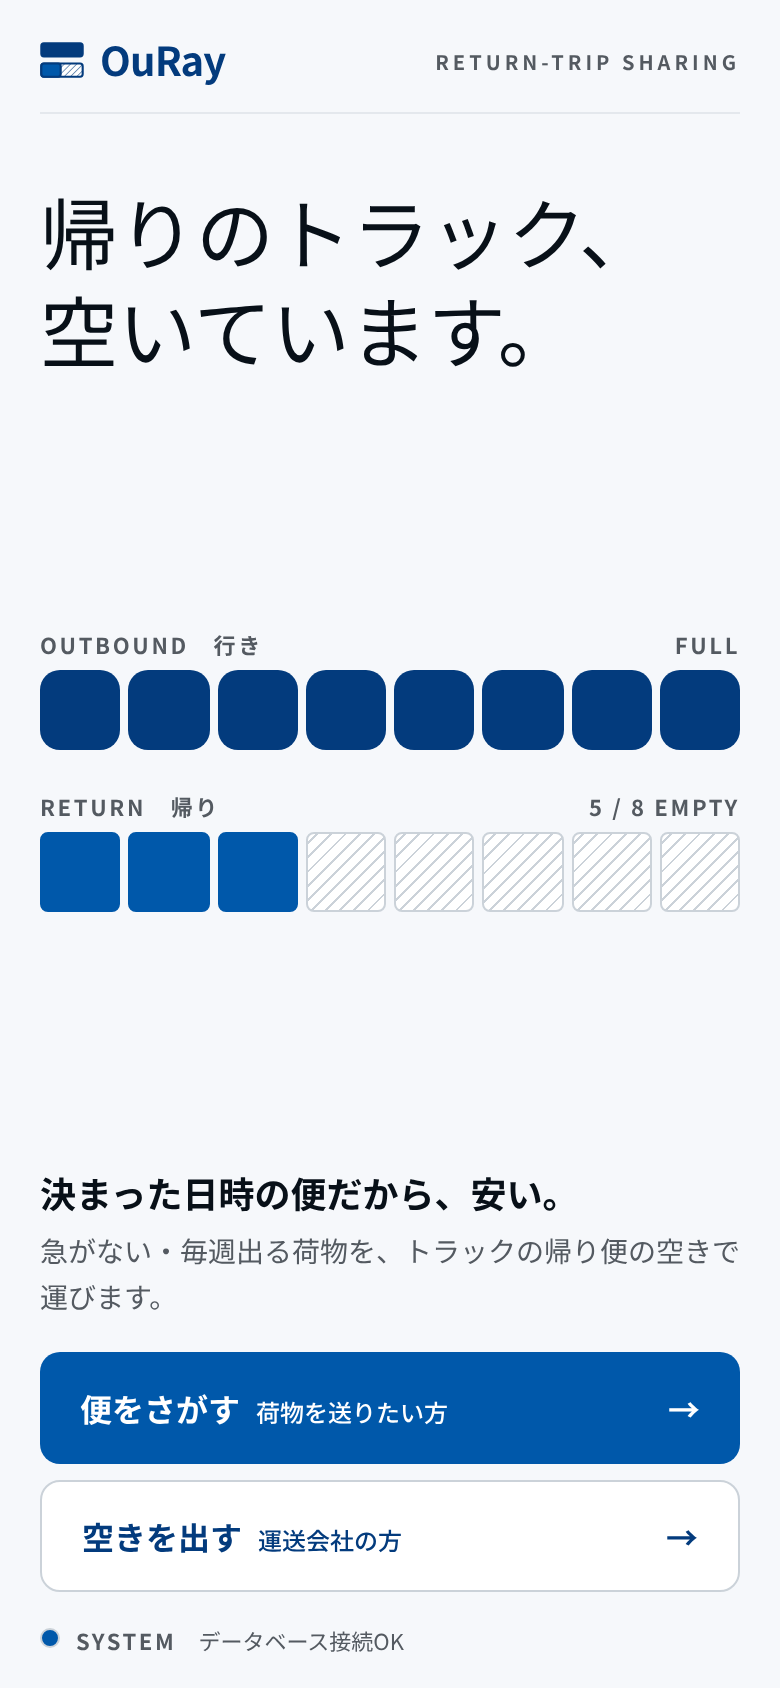 OuRay
RETURN-TRIP SHARING
帰りのトラック、
空いています。
OUTBOUND 行き
FULL
RETURN 帰り
5 / 8 EMPTY
決まった日時の便だから、安い。
急がない・毎週出る荷物を、トラックの帰り便の空きで
運びます。
便をさがす 荷物を送りたい方 →
空きを出す 運送会社の方 →
SYSTEM データベース接続OK